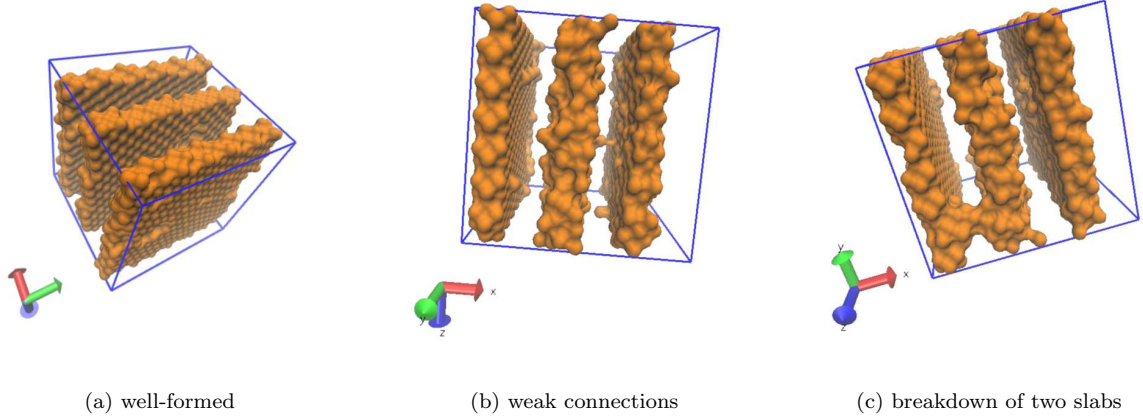 x
y
z
y
x
z
(a) well-formed
(b) weak connections
(c) breakdown of two slabs